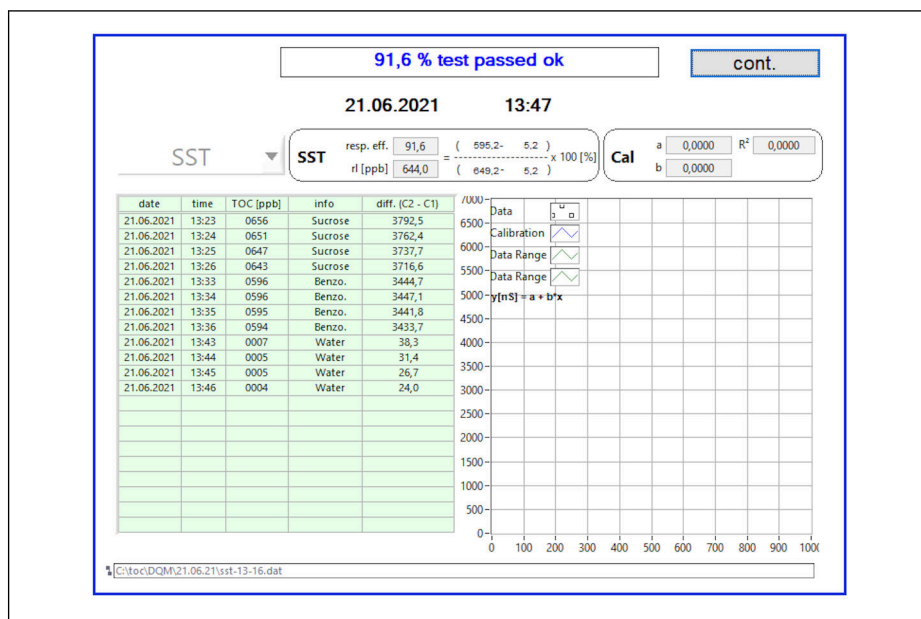 91,6 % test passed ok
cont.
21.06.2021 13:47
SST
SST resp. eff. 91,6 = ( 595,2- 5,2 ) x 100 [%]
rl [ppb] 644,0 ( 649,2- 5,2 )
Cal a 0,0000 R² 0,0000
b 0,0000
date time TOC [ppb] info diff. (C2 - C1)
21.06.2021 13:23 0656 Sucrose 3792,5
21.06.2021 13:24 0651 Sucrose 3762,4
21.06.2021 13:25 0647 Sucrose 3737,7
21.06.2021 13:26 0643 Sucrose 3716,6
21.06.2021 13:33 0596 Benzo. 3444,7
21.06.2021 13:34 0596 Benzo. 3447,1
21.06.2021 13:35 0595 Benzo. 3441,8
21.06.2021 13:36 0594 Benzo. 3433,7
21.06.2021 13:43 0007 Water 38,3
21.06.2021 13:44 0005 Water 31,4
21.06.2021 13:45 0005 Water 26,7
21.06.2021 13:46 0004 Water 24,0
7000
6500
6000
5500
5000
4500
4000
3500
3000
2500
2000
1500
1000
500
0
Data
Calibration
Data Range
Data Range
y[nS] = a + b*x
0 100 200 300 400 500 600 700 800 900 1000
C:\toc\DQM\21.06.21\sst-13-16.dat